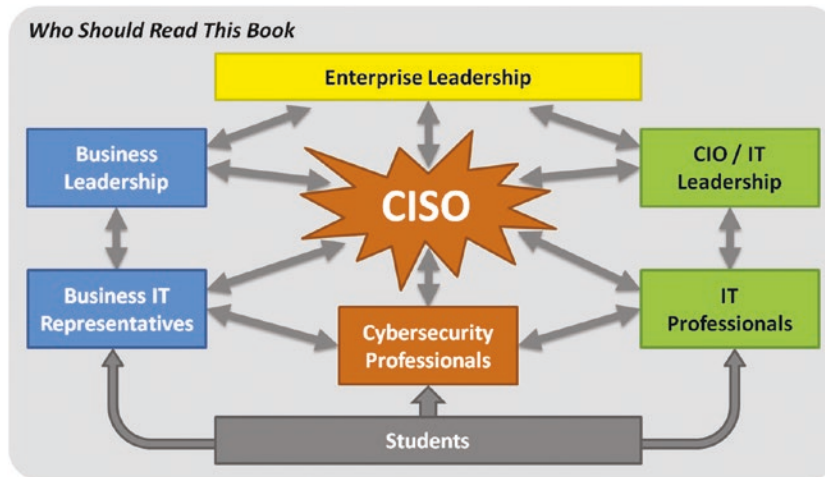 Who Should Read This Book
Enterprise Leadership
Business
Leadership
CISO
CIO / IT
Leadership
Business IT
Representatives
Cybersecurity
Professionals
IT
Professionals
Students